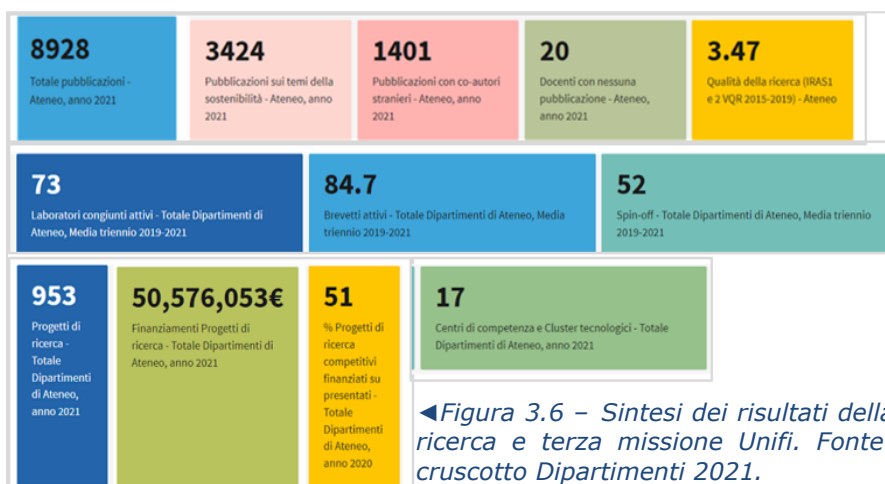 8928
Totale pubblicazioni -
Ateneo, anno 2021
3424
Pubblicazioni sui temi della
sostenibilità - Ateneo, anno
2021
1401
Pubblicazioni con co-autori
stranieri - Ateneo, anno
2021
20
Docenti con nessuna
pubblicazione - Ateneo,
anno 2021
3.47
Qualità della ricerca (IRAS1
e 2 VQR 2015-2019) - Ateneo
73
Laboratori congiunti attivi - Totale Dipartimenti di
Ateneo, Media triennio 2019-2021
84.7
Brevetti attivi - Totale Dipartimenti di Ateneo, Media
triennio 2019-2021
52
Spin-off - Totale Dipartimenti di Ateneo, Media triennio
2019-2021
953
Progetti di
ricerca -
Totale
Dipartimenti
di Ateneo,
anno 2021
50,576,053€
Finanziamenti Progetti di
ricerca - Totale Dipartimenti di
Ateneo, anno 2021
51
% Progetti di
ricerca
competitivi
finanziati su
presentati -
Totale
Dipartimenti
di Ateneo,
anno 2020
17
Centri di competenza e Cluster tecnologici - Totale
Dipartimenti di Ateneo, anno 2021
◄Figura 3.6 – Sintesi dei risultati della
ricerca e terza missione Unifi. Fonte
cruscotto Dipartimenti 2021.